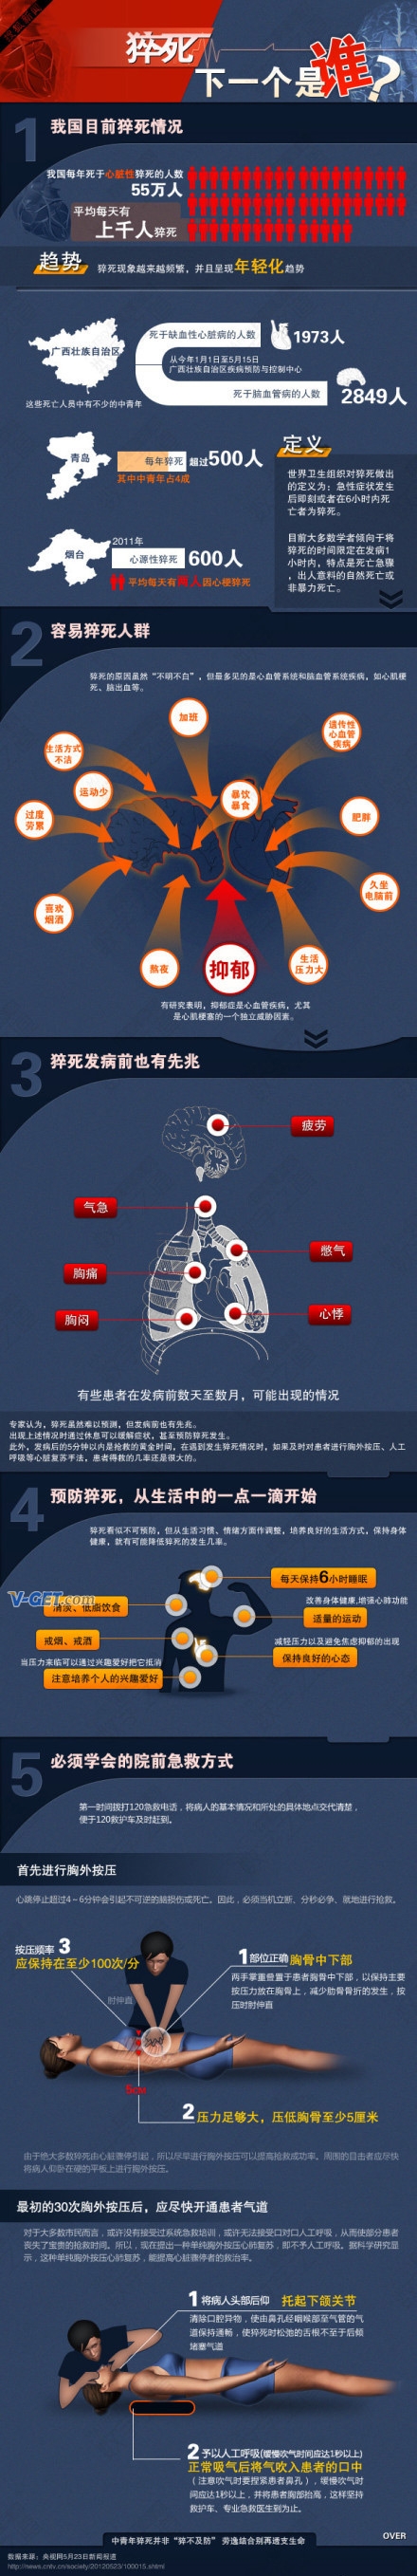 猝死
下一个是谁?
1 我国目前猝死情况
我国每年死于心脏性猝死的人数
55万人
平均每天有
上千人猝死
趋势 猝死现象越来越频繁，并且呈现年轻化趋势
广西壮族自治区
死于缺血性心脏病的人数
1973人
从今年1月1日至5月15日
广西壮族自治区疾病预防与控制中心
死于脑血管病的人数
2849人
这些死亡人员中有不少的中青年
青岛
每年猝死 超过500人
其中中青年占4成
烟台
2011年
心源性猝死 600人
平均每天有两人因心梗猝死
定义
世界卫生组织对猝死做出
的定义为：急性症状发生
后即刻或者在6小时内死
亡者为猝死。
目前大多数学者倾向于将
猝死的时间限定在发病1
小时内，特点是死亡急骤
，出人意料的自然死亡或
非暴力死亡。
2 容易猝死人群
猝死的原因虽然“不明不白”，但最多见的是心血管系统和脑血管系统疾病，如心肌梗
死、脑出血等。
加班
遗传性
心血管
疾病
生活方式
不洁
运动少
暴饮
暴食
过度
劳累
肥胖
久坐
电脑前
喜欢
烟酒
熬夜
抑郁
生活
压力大
有研究表明，抑郁症是心血管疾病，尤其
是心肌梗塞的一个独立威胁因素。
3 猝死发病前也有先兆
疲劳
气急
憋气
胸痛
胸闷
心悸
有些患者在发病前数天至数月，可能出现的情况
专家认为，猝死虽然难以预测，但发病前也有先兆。
出现上述情况时通过休息可以缓解症状，甚至预防猝死发生。
此外，发病后的5分钟以内是抢救的黄金时间，在遇到发生猝死情况时，如果及时对患者进行胸外按压、人工
呼吸等心脏复苏手法，患者得救的几率还是很大的。
4 预防猝死，从生活中的一点一滴开始
猝死看似不可预防，但从生活习惯、情绪方面作调整，培养良好的生活方式，保持身体
健康，就有可能降低猝死的发生几率。
每天保持6小时睡眠
V-GET.com
清淡、低脂饮食
改善身体健康,增强心肺功能
适量的运动
戒烟、戒酒
减轻压力以及避免焦虑抑郁的出现
保持良好的心态
当压力来临可以通过兴趣爱好把它抵消
注意培养个人的兴趣爱好
5 必须学会的院前急救方式
第一时间拨打120急救电话，将病人的基本情况和所处的具体地点交代清楚，
便于120救护车及时赶到。
首先进行胸外按压
心跳停止超过4~6分钟会引起不可逆的脑损伤或死亡。因此，必须当机立断、分秒必争、就地进行抢救。
按压频率 3
应保持在至少100次/分
1部位正确 胸骨中下部
两手掌重叠置于患者胸骨中下部，以保持主要
按压力放在胸骨上，减少肋骨骨折的发生，按
压时肘伸直
肘伸直
5CM
2 压力足够大，压低胸骨至少5厘米
由于绝大多数猝死由心脏骤停引起，所以尽早进行胸外按压可以提高抢救成功率。周围的目击者应尽快
将病人仰卧在硬的平板上进行胸外按压。
最初的30次胸外按压后，应尽快开通患者气道
对于大多数市民而言，或许没有接受过系统急救培训，或许无法接受口对口人工呼吸，从而使部分患者
丧失了宝贵的抢救时间。所以，现在提出一种单纯胸外按压心肺复苏，即不予人工呼吸。据科学研究显
示，这种单纯胸外按压心肺复苏，能提高心脏骤停者的救治率。
1将病人头部后仰 托起下颌关节
清除口腔异物，使由鼻孔经咽喉部至气管的气
道保持通畅，使猝死时松弛的舌根不至于后倾
堵塞气道
2 予以人工呼吸(缓慢吹气时间应达1秒以上)
正常吸气后将气吹入患者的口中
（注意吹气时要捏紧患者鼻孔），缓慢吹气时
间应达1秒以上，并将患者胸部抬高，这样坚持
救护车、专业急救医生到为止。
中青年猝死并非“猝不及防” 劳逸结合别再透支生命
OVER
数据来源：央视网5月23日新闻报道
http://news.cntv.cn/society/20120523/100015.shtml